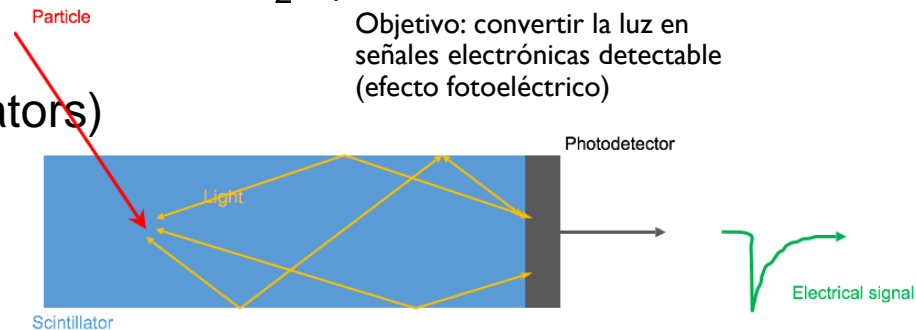 Particle
Objetivo: convertir la luz en
señales electrónicas detectable
(efecto fotoeléctrico)
ators)
Photodetector
Light
Electrical signal
Scintillator